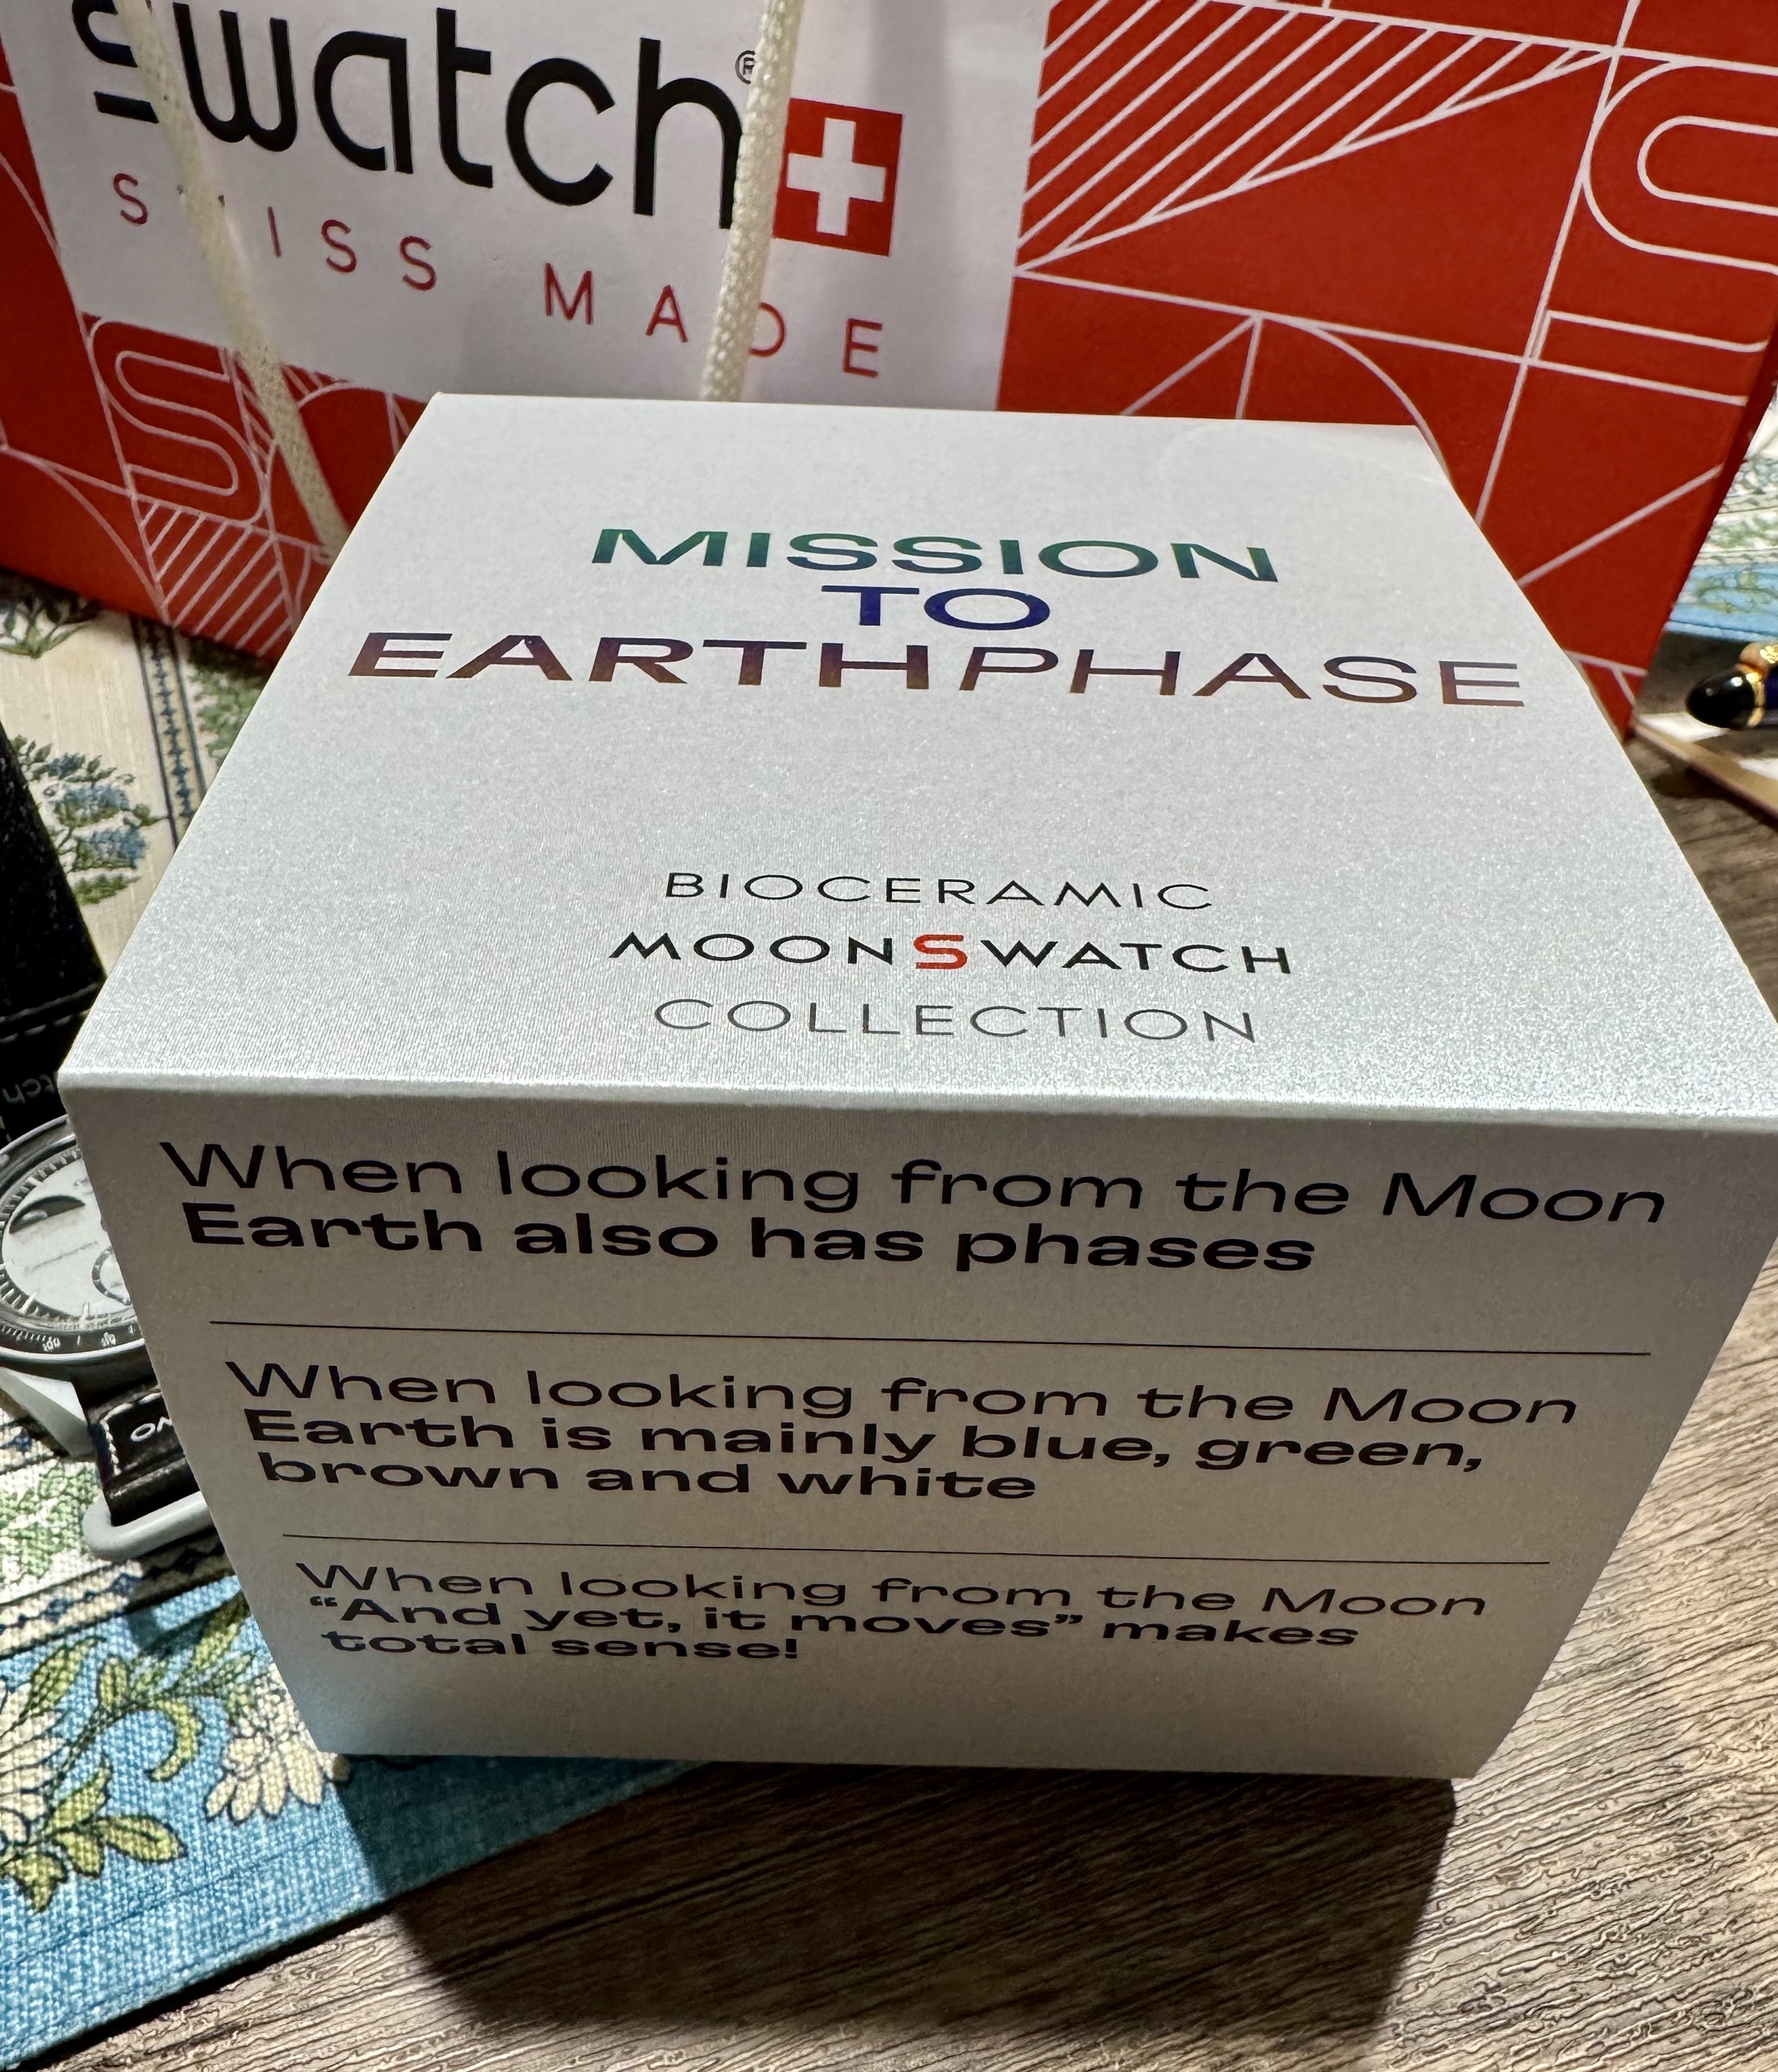 swatch®
SWISS MADE
MISSION
TO
EARTHPHASE
BIOCERAMIC
MOONSWATCH
COLLECTION
When looking from the Moon
Earth also has phases
When looking from the Moon
Earth is mainly blue, green,
brown and white
When looking from the Moon
“And yet, it moves” makes
total sense!